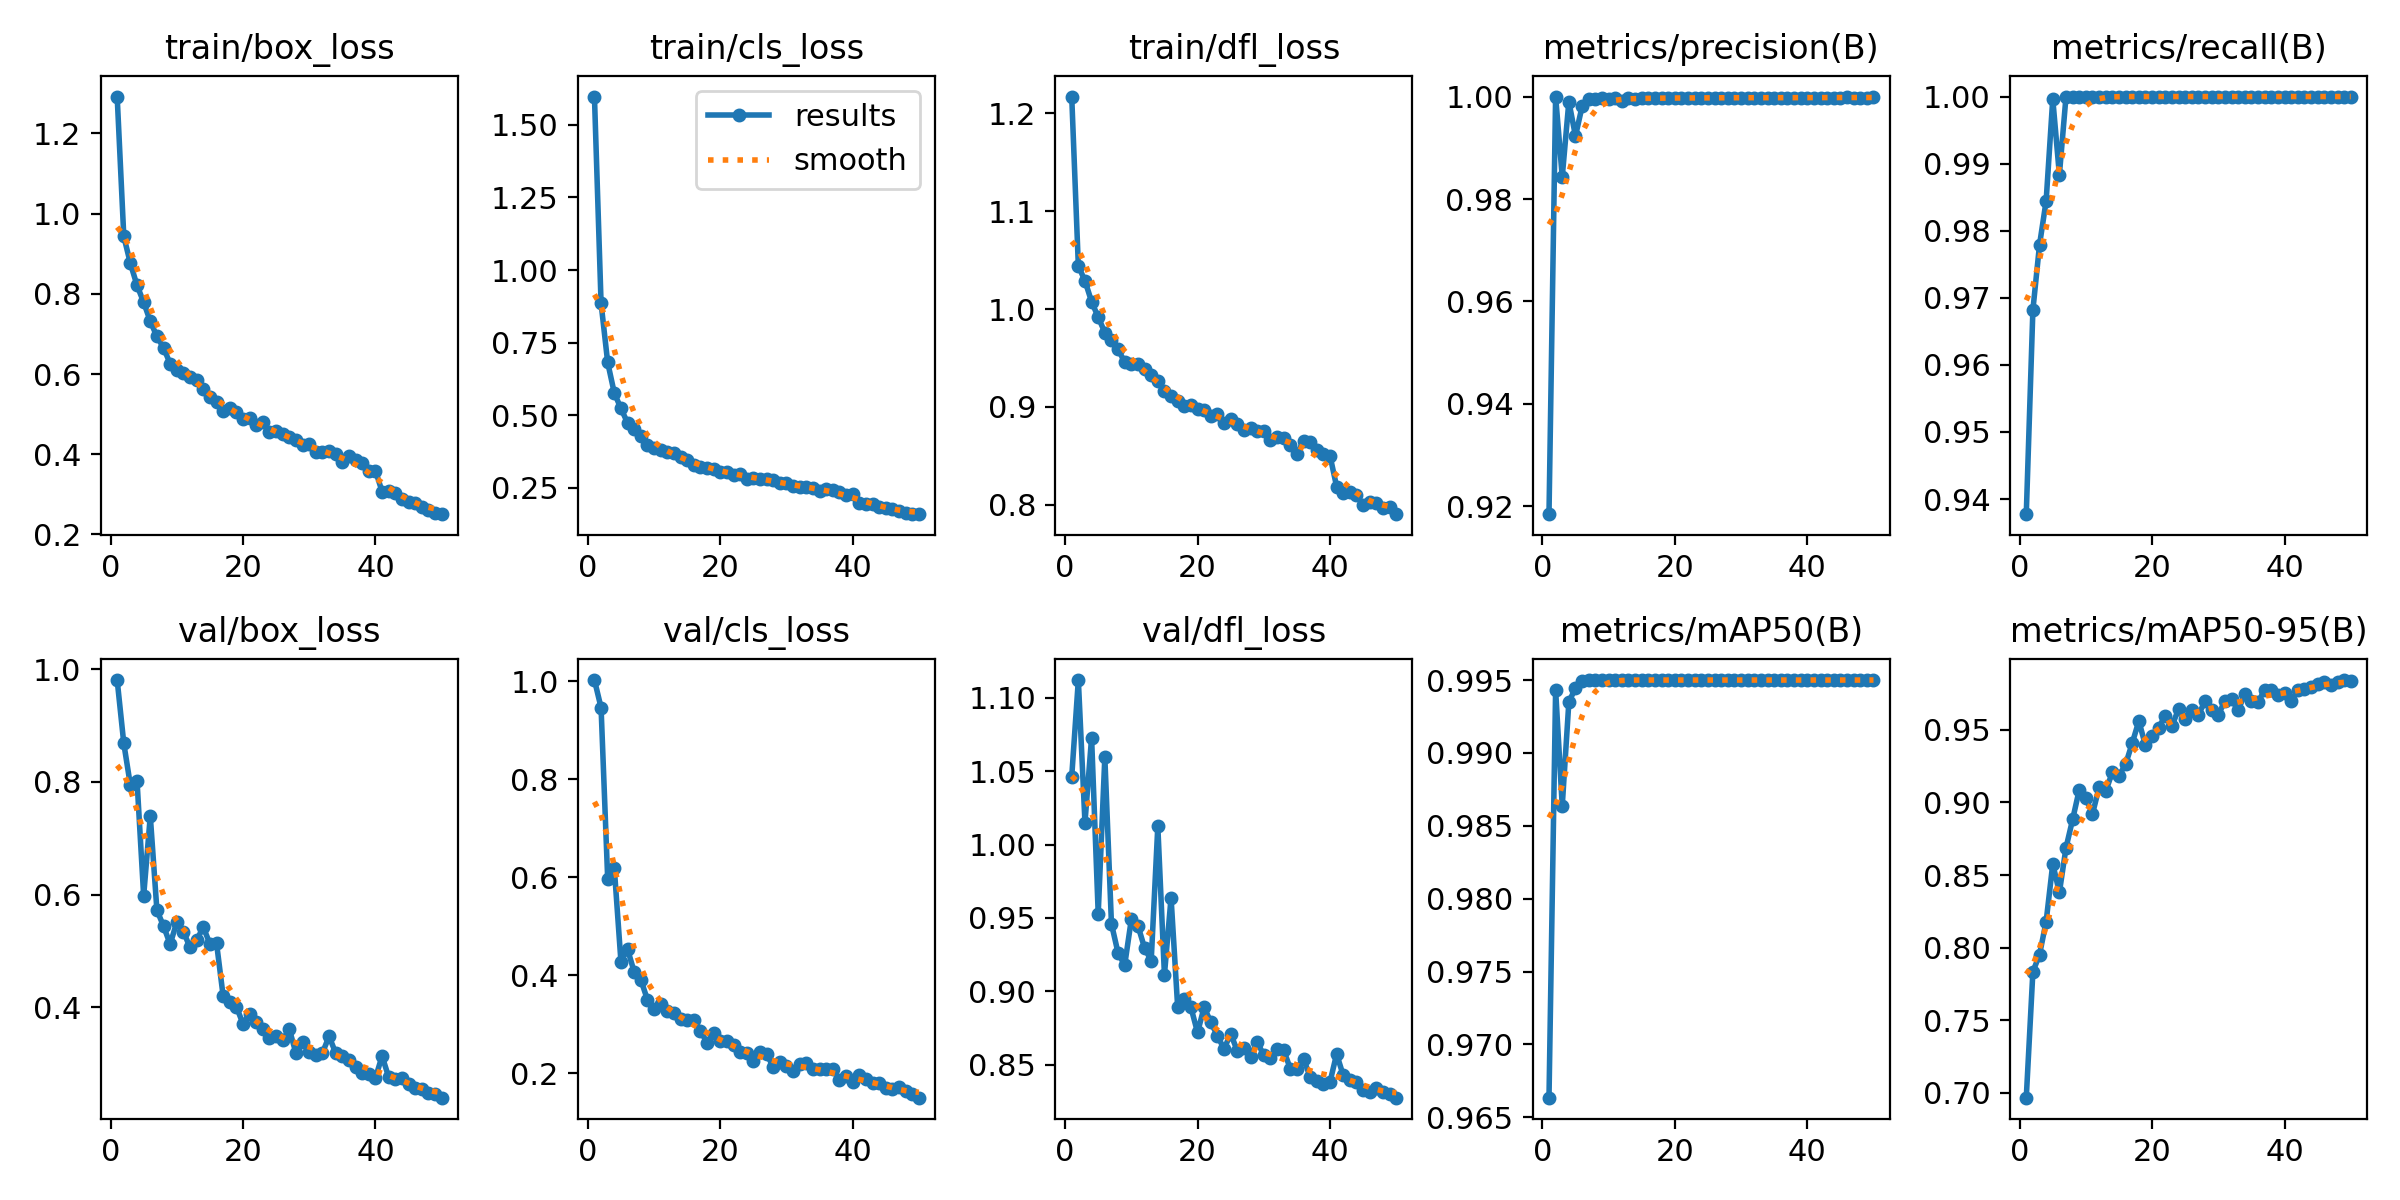 train/box_loss
1.2
1.0
0.8
0.6
0.4
0.2
0 20 40
train/cls_loss
results
smooth
1.50
1.25
1.00
0.75
0.50
0.25
0 20 40
train/dfl_loss
1.2
1.1
1.0
0.9
0.8
0 20 40
metrics/precision(B)
1.00
0.98
0.96
0.94
0.92
0 20 40
metrics/recall(B)
1.00
0.99
0.98
0.97
0.96
0.95
0.94
0 20 40
val/box_loss
1.0
0.8
0.6
0.4
0 20 40
val/cls_loss
1.0
0.8
0.6
0.4
0.2
0 20 40
val/dfl_loss
1.10
1.05
1.00
0.95
0.90
0.85
0 20 40
metrics/mAP50(B)
0.995
0.990
0.985
0.980
0.975
0.970
0.965
0 20 40
metrics/mAP50-95(B)
0.95
0.90
0.85
0.80
0.75
0.70
0 20 40